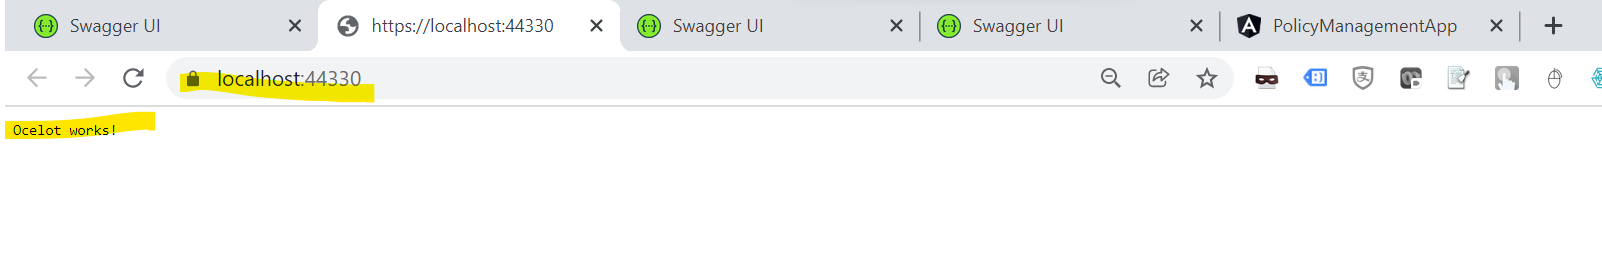 Swagger UI
https://localhost:44330
Swagger UI
Swagger UI
PolicyManagementApp
localhost:44330
Ocelot works!